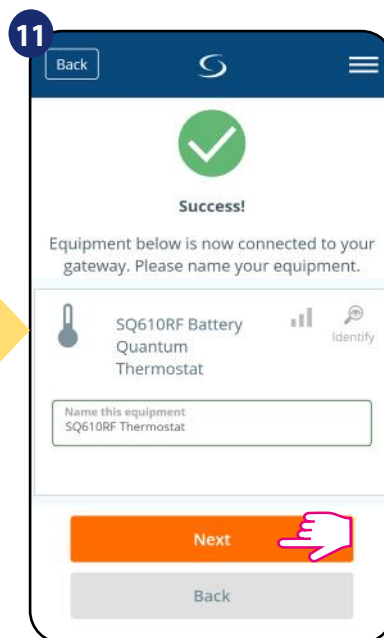 11
Back
Success!
Equipment below is now connected to your
gateway. Please name your equipment.
SQ610RF Battery
Quantum
Thermostat
Identify
Name this equipment
SQ610RF Thermostat
Next
Back